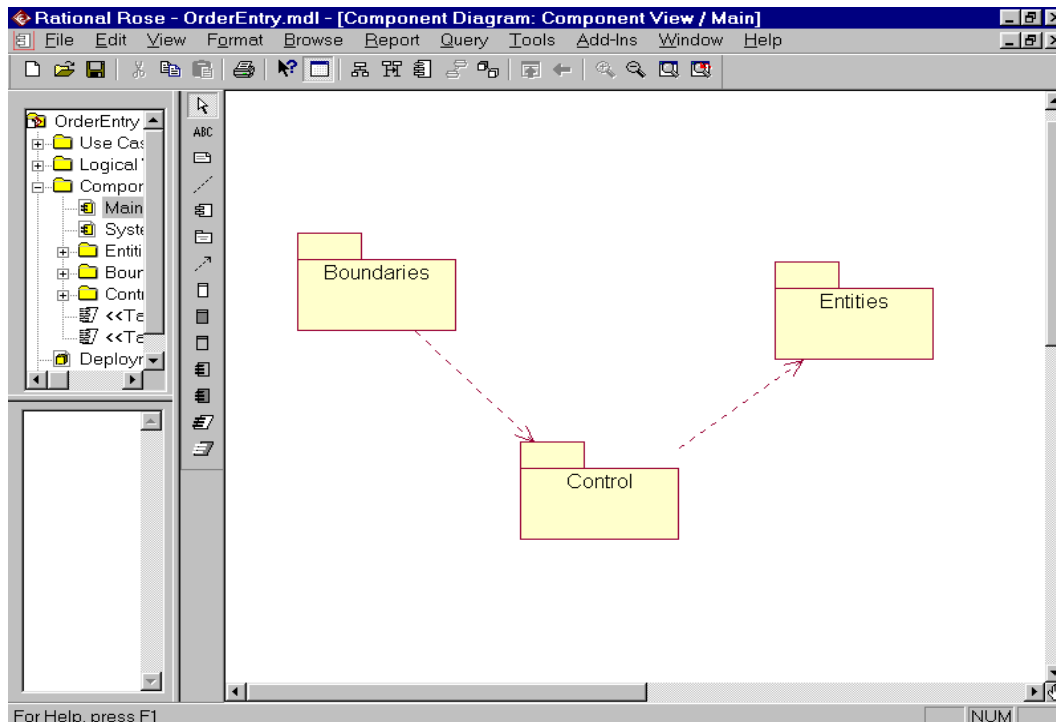 Rational Rose - OrderEntry.mdl - [Component Diagram: Component View / Main]
File Edit View Format Browse Report Query Tools Add-Ins Window Help
OrderEntry
Use Cas
Logical
Compor
Main
Syste
Entiti
Bour
Conti
<<Ta
<<Ta
Deployr
ABC
Boundaries
Entities
Control
For Help, press F1
NUM